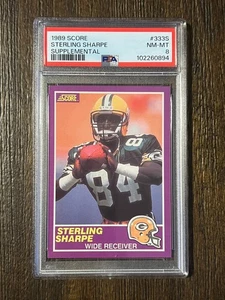 1989 SCORE #333S
STERLING SHARPE NM-MT
SUPPLEMENTAL 8
PSA 102260894
SCORE
84
STERLING
SHARPE
G
WIDE RECEIVER